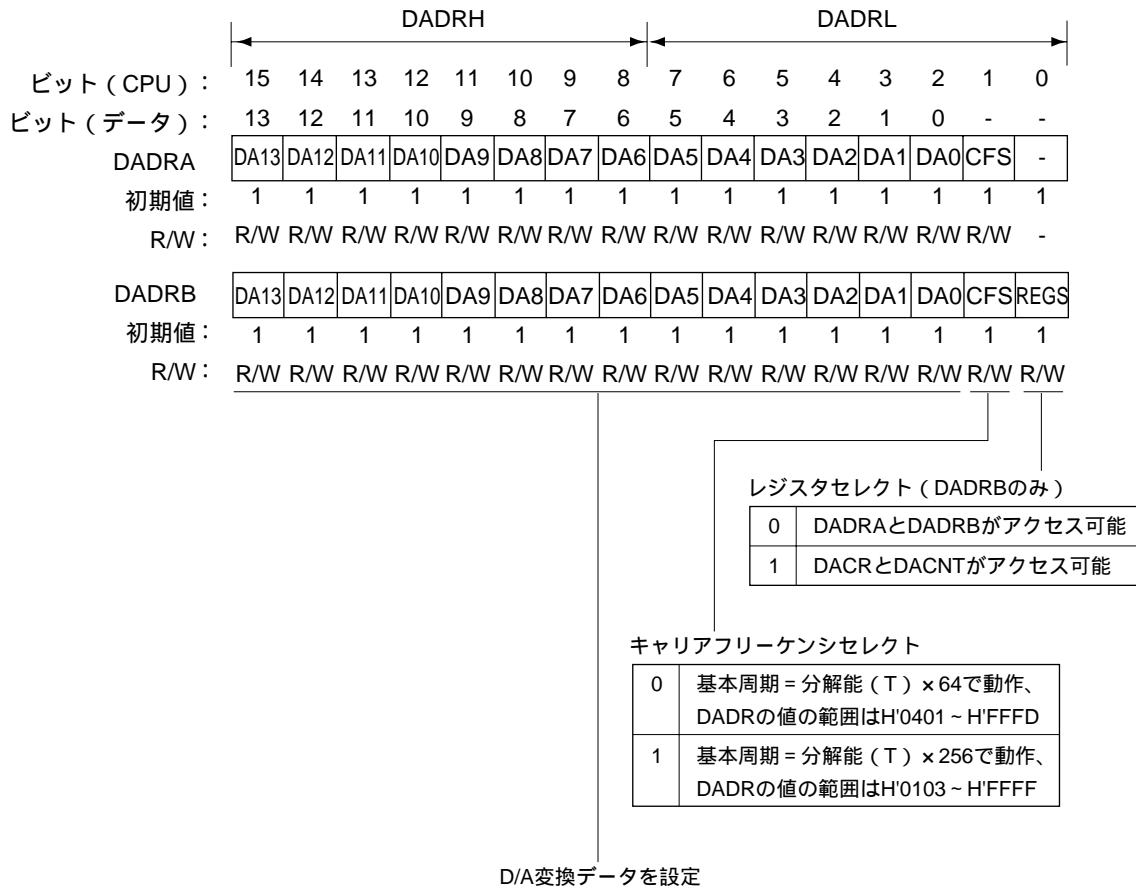 DADRH DADRL
ビット（CPU）： 15 14 13 12 11 10 9 8 7 6 5 4 3 2 1 0
ビット（データ）： 13 12 11 10 9 8 7 6 5 4 3 2 1 0 - -
DADRA DA13 DA12 DA11 DA10 DA9 DA8 DA7 DA6 DA5 DA4 DA3 DA2 DA1 DA0 CFS -
初期値： 1 1 1 1 1 1 1 1 1 1 1 1 1 1 1 1
R/W： R/W R/W R/W R/W R/W R/W R/W R/W R/W R/W R/W R/W R/W R/W R/W -
DADRB DA13 DA12 DA11 DA10 DA9 DA8 DA7 DA6 DA5 DA4 DA3 DA2 DA1 DA0 CFS REGS
初期値： 1 1 1 1 1 1 1 1 1 1 1 1 1 1 1 1
R/W： R/W R/W R/W R/W R/W R/W R/W R/W R/W R/W R/W R/W R/W R/W R/W R/W
レジスタセレクト（DADRBのみ）
0 DADRAとDADRBがアクセス可能
1 DACRとDACNTがアクセス可能
キャリアフリーケンシセレクト
0 基本周期＝分解能（T）×64で動作、
DADRの値の範囲はH'0401～H'FFFD
1 基本周期＝分解能（T）×256で動作、
DADRの値の範囲はH'0103～H'FFFF
D/A変換データを設定